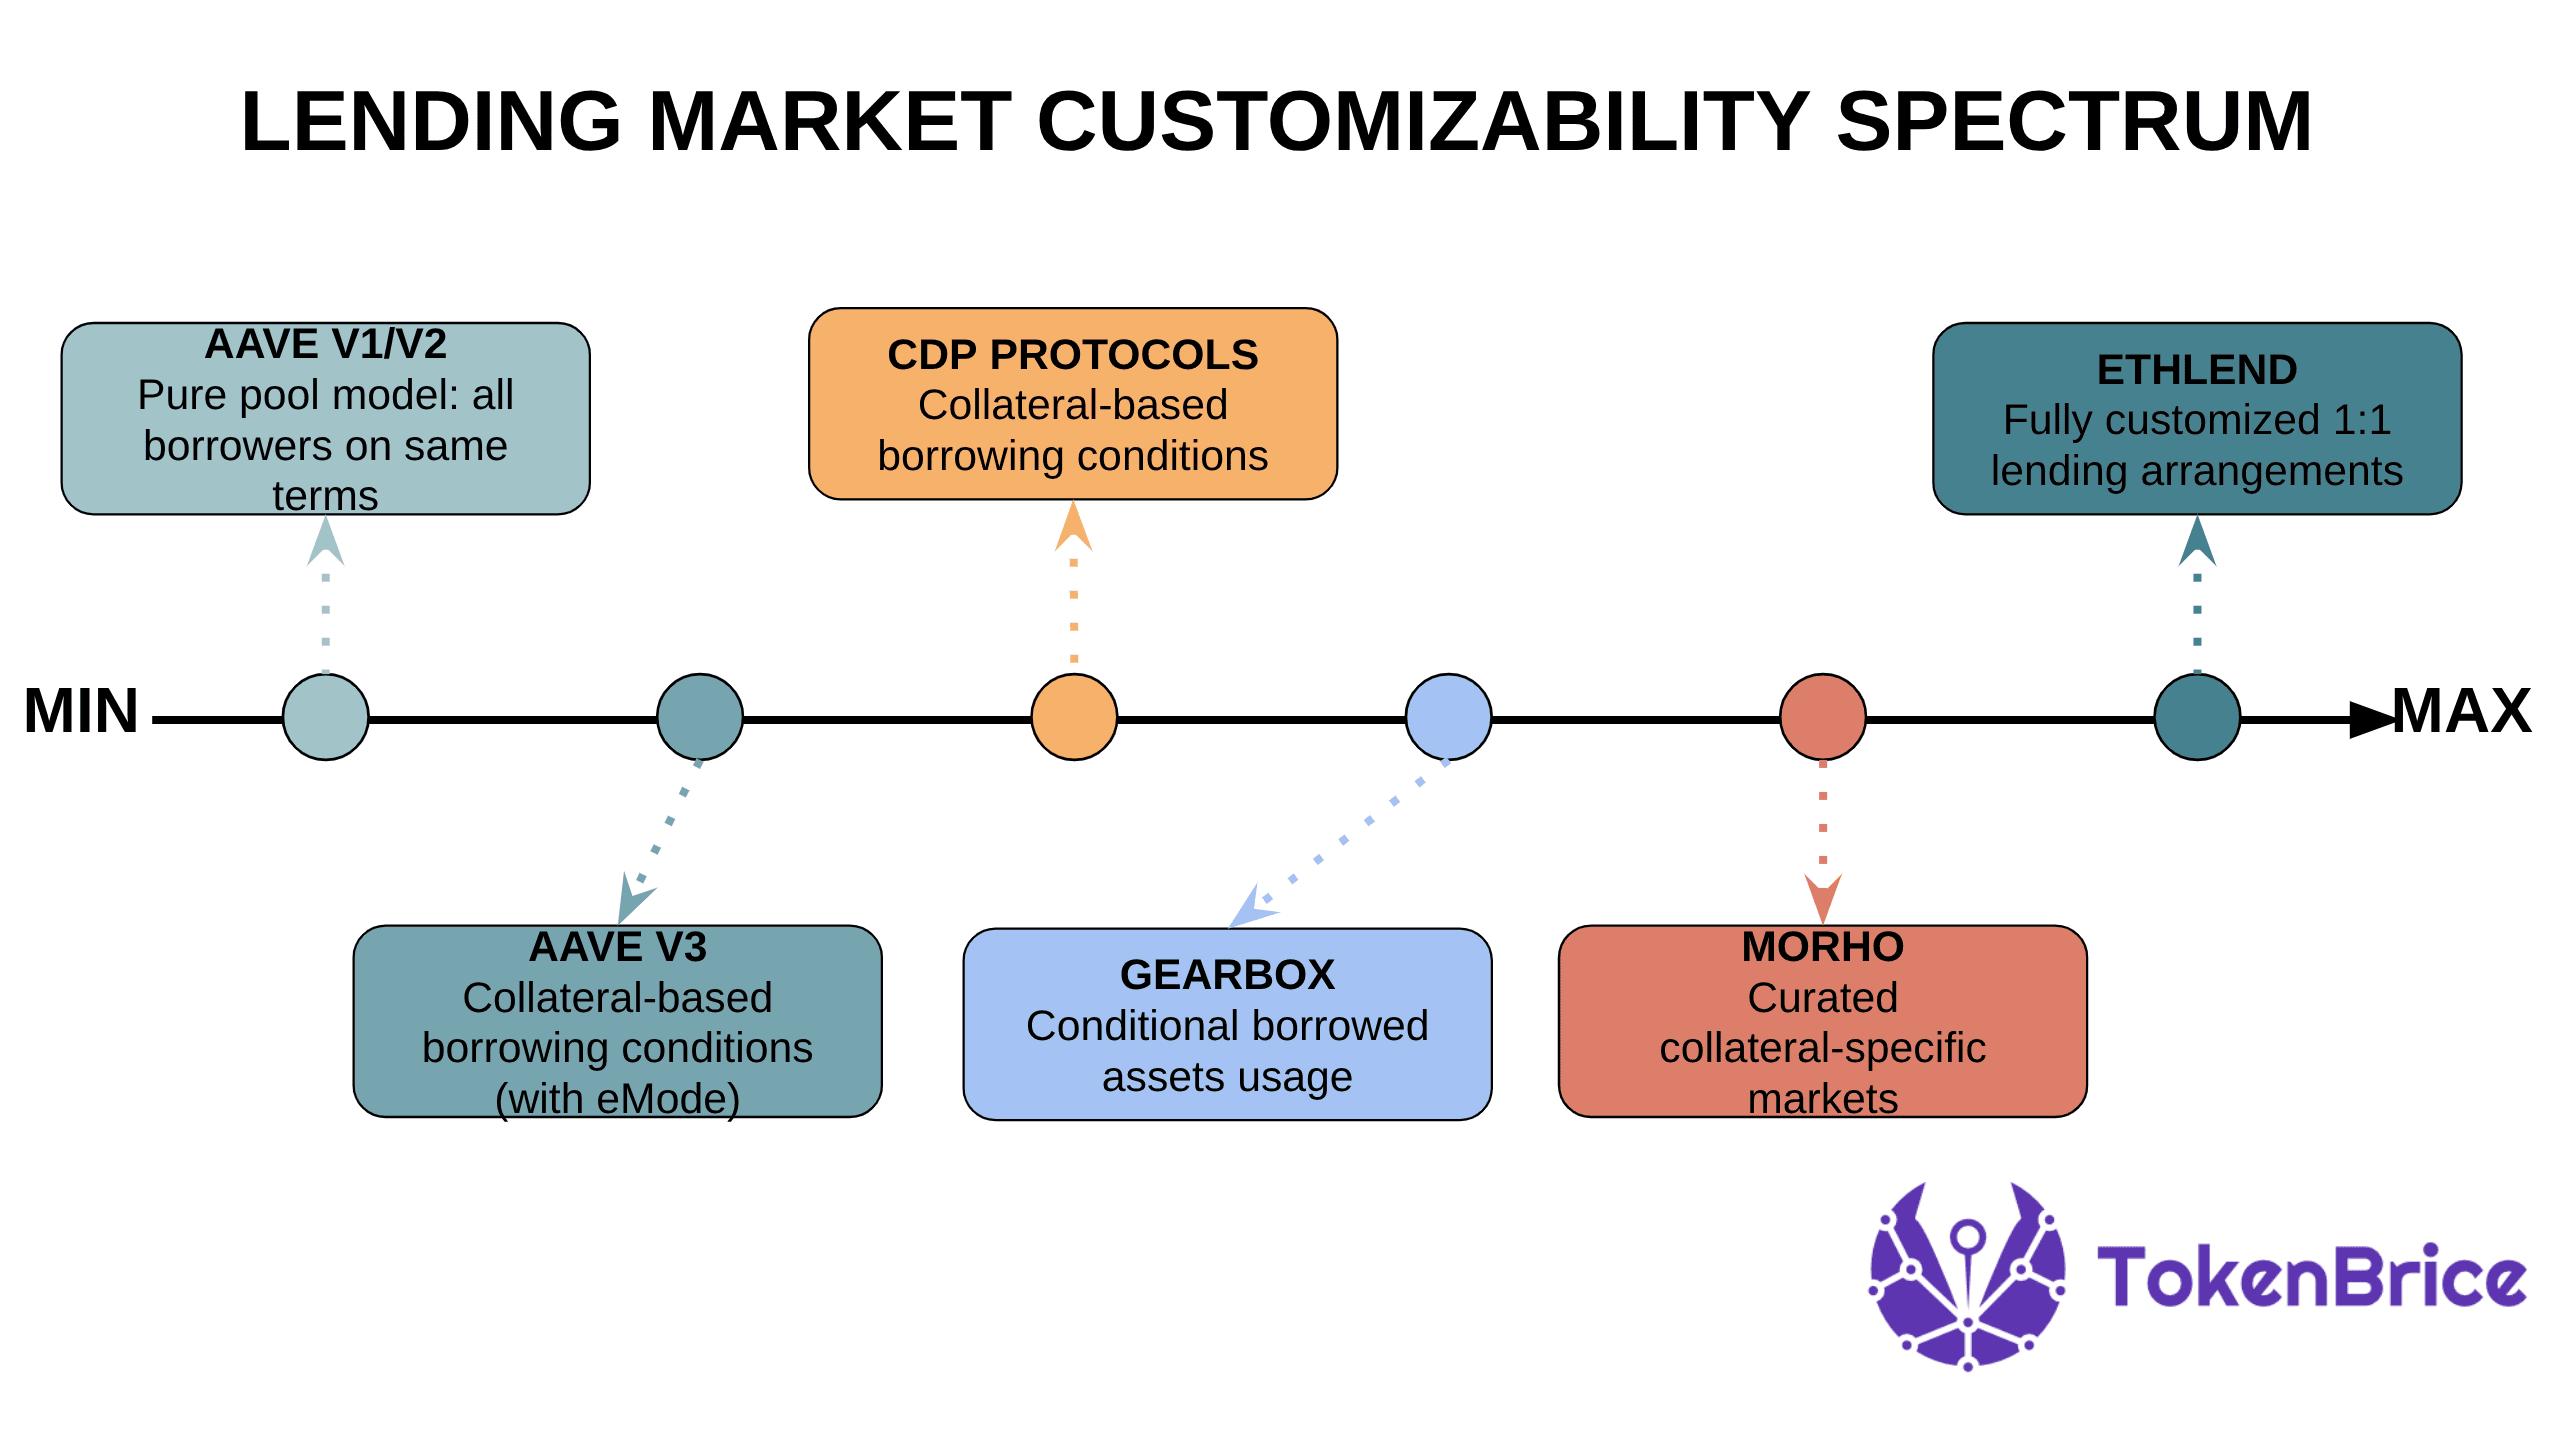 LENDING MARKET CUSTOMIZABILITY SPECTRUM
AAVE V1/V2
Pure pool model: all
borrowers on same
terms
CDP PROTOCOLS
Collateral-based
borrowing conditions
ETHLEND
Fully customized 1:1
lending arrangements
MIN
MAX
AAVE V3
Collateral-based
borrowing conditions
(with eMode)
GEARBOX
Conditional borrowed
assets usage
MORHO
Curated
collateral-specific
markets
TokenBrice